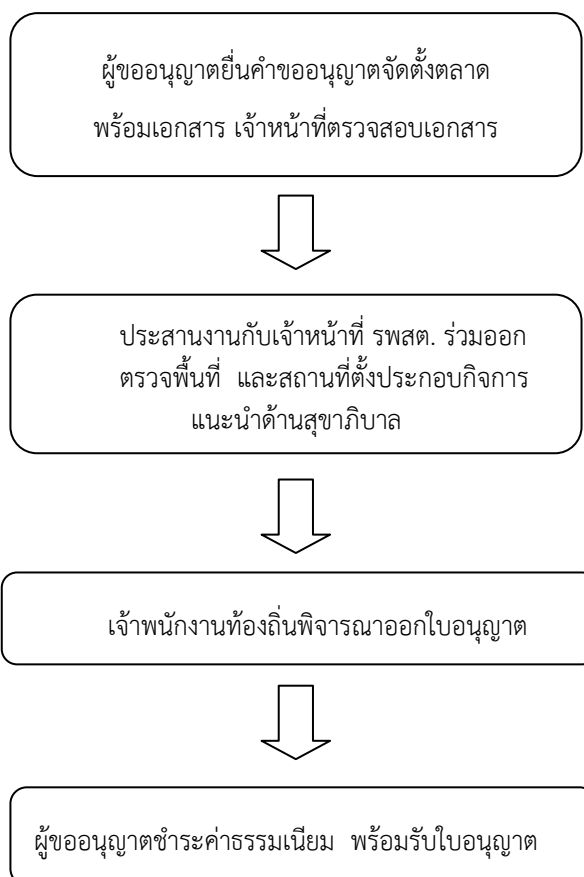 ผู้ขออนุญาตยื่นคำขออนุญาตจัดตั้งตลาด
พร้อมเอกสาร เจ้าหน้าที่ตรวจสอบเอกสาร
ประสานงานกับเจ้าหน้าที่ รพสต. ร่วมออก
ตรวจพื้นที่ และสถานที่ตั้งประกอบกิจการ
แนะนำด้านสุขาภิบาล
เจ้าพนักงานท้องถิ่นพิจารณาออกใบอนุญาต
ผู้ขออนุญาตชำระค่าธรรมเนียม พร้อมรับใบอนุญาต